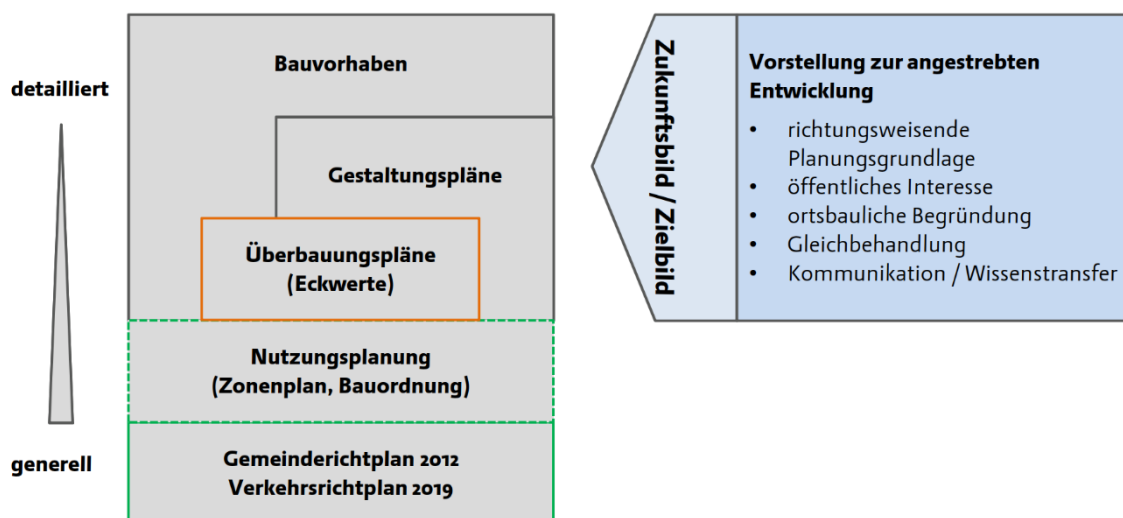 detailliert
generell
Bauvorhaben
Gestaltungspläne
Überbauungspläne
(Eckwerte)
Nutzungsplanung
(Zonenplan, Bauordnung)
Gemeinderichtplan 2012
Verkehrsrichtplan 2019
Zukunftsbild / Zielbild
Vorstellung zur angestrebten
Entwicklung
• richtungsweisende
Planungsgrundlage
• öffentliches Interesse
• ortsbauliche Begründung
• Gleichbehandlung
• Kommunikation / Wissenstransfer